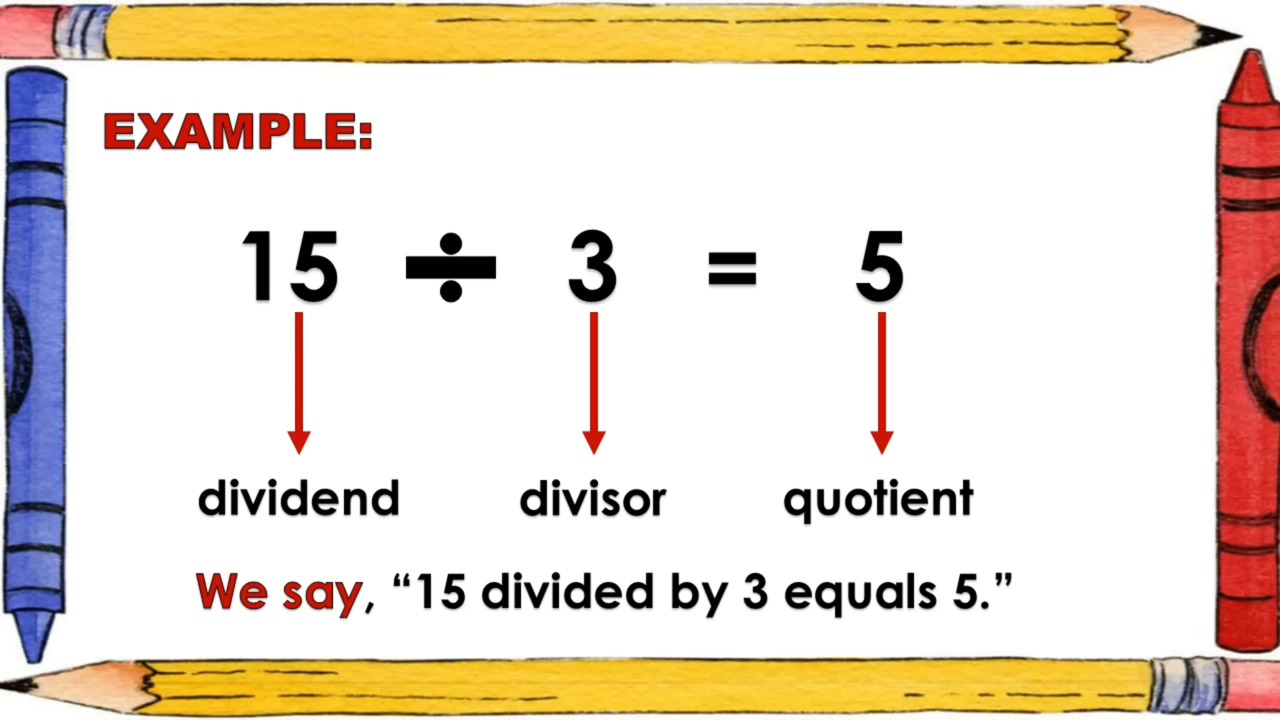 EXAMPLE:
15 ÷ 3 = 5
dividend divisor quotient
We say, “15 divided by 3 equals 5.”